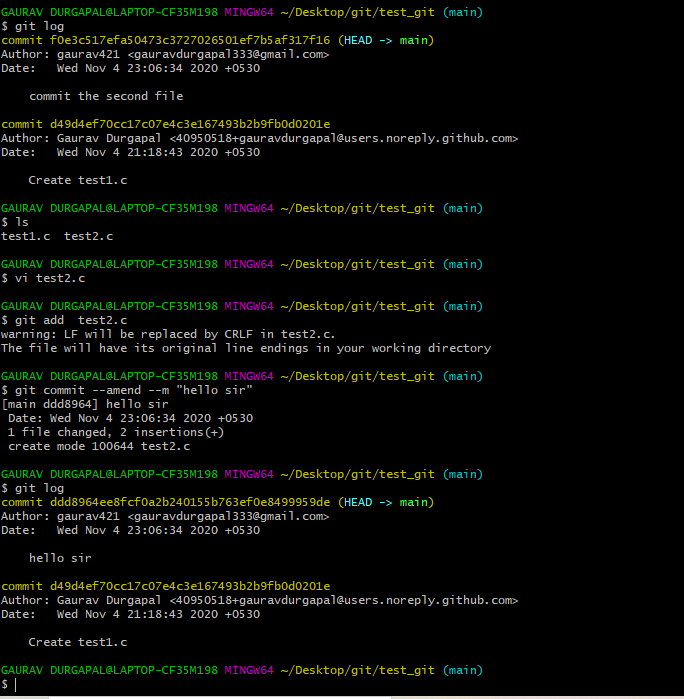 GAURAV DURGAPAL@LAPTOP-CF35M198 MINGW64 ~/Desktop/git/test_git (main)
$ git log
commit f0e3c517efa50473c3727026501ef7b5af317f16 (HEAD -> main)
Author: gaurav421 <gauravdurgapal333@gmail.com>
Date:   Wed Nov 4 23:06:34 2020 +0530

    commit the second file

commit d49d4ef70cc17c07e4c3e167493b2b9fb0d0201e
Author: Gaurav Durgapal <40950518+gauravdurgapal@users.noreply.github.com>
Date:   Wed Nov 4 21:18:43 2020 +0530

    Create test1.c

GAURAV DURGAPAL@LAPTOP-CF35M198 MINGW64 ~/Desktop/git/test_git (main)
$ ls
test1.c  test2.c

GAURAV DURGAPAL@LAPTOP-CF35M198 MINGW64 ~/Desktop/git/test_git (main)
$ vi test2.c

GAURAV DURGAPAL@LAPTOP-CF35M198 MINGW64 ~/Desktop/git/test_git (main)
$ git add  test2.c
warning: LF will be replaced by CRLF in test2.c.
The file will have its original line endings in your working directory

GAURAV DURGAPAL@LAPTOP-CF35M198 MINGW64 ~/Desktop/git/test_git (main)
$ git commit --amend --m "hello sir"
[main ddd8964] hello sir
 Date: Wed Nov 4 23:06:34 2020 +0530
 1 file changed, 2 insertions(+)
 create mode 100644 test2.c

GAURAV DURGAPAL@LAPTOP-CF35M198 MINGW64 ~/Desktop/git/test_git (main)
$ git log
commit ddd8964ee8fcf0a2b240155b763ef0e8499959de (HEAD -> main)
Author: gaurav421 <gauravdurgapal333@gmail.com>
Date:   Wed Nov 4 23:06:34 2020 +0530

    hello sir

commit d49d4ef70cc17c07e4c3e167493b2b9fb0d0201e
Author: Gaurav Durgapal <40950518+gauravdurgapal@users.noreply.github.com>
Date:   Wed Nov 4 21:18:43 2020 +0530

    Create test1.c

GAURAV DURGAPAL@LAPTOP-CF35M198 MINGW64 ~/Desktop/git/test_git (main)
$